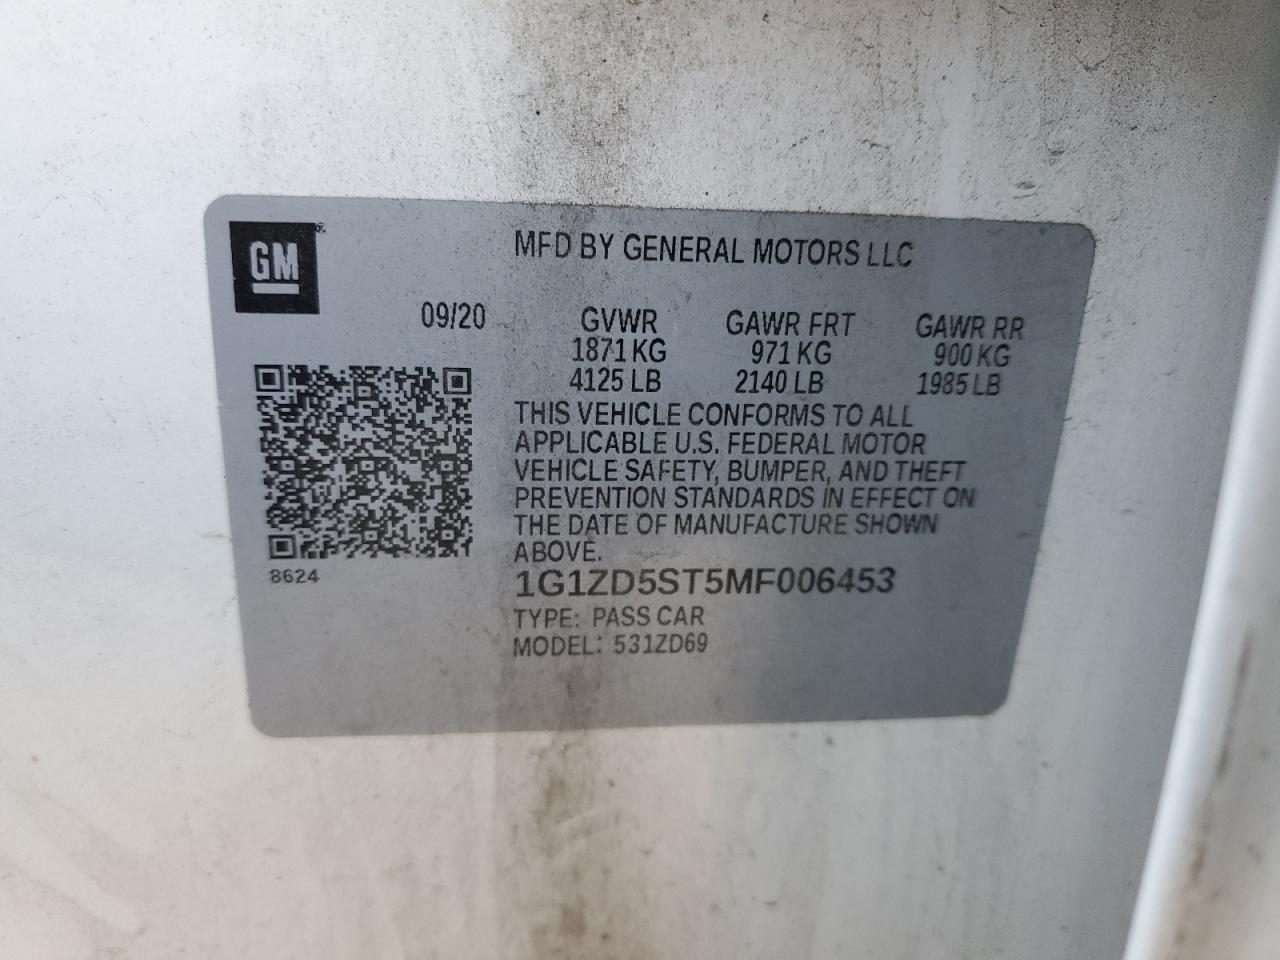 GM
MFD BY GENERAL MOTORS LLC
09/20 GVWR GAWR FRT GAWR RR
1871 KG 971 KG 900 KG
4125 LB 2140 LB 1985 LB
THIS VEHICLE CONFORMS TO ALL
APPLICABLE U.S. FEDERAL MOTOR
VEHICLE SAFETY, BUMPER, AND THEFT
PREVENTION STANDARDS IN EFFECT ON
THE DATE OF MANUFACTURE SHOWN
ABOVE.
8624
1G1ZD5ST5MF006453
TYPE: PASS CAR
MODEL: 531ZD69